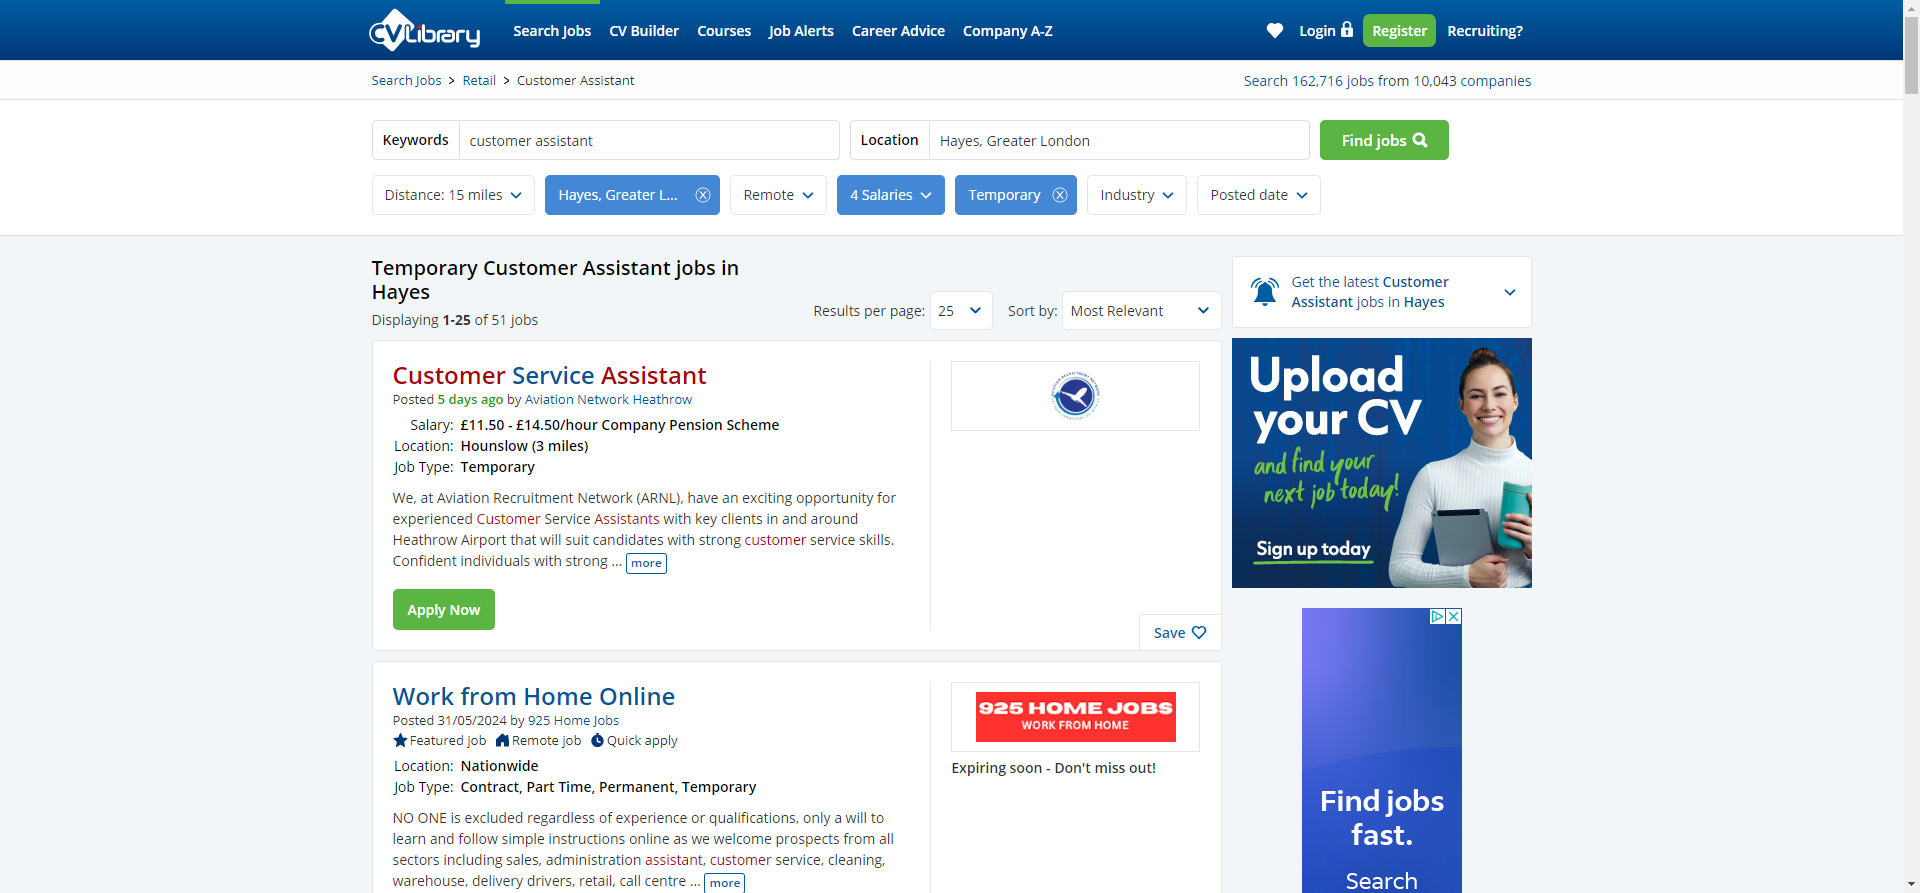 CV Library
Search Jobs
CV Builder
Courses
Job Alerts
Career Advice
Company A-Z
Login
Register
Recruiting?
Search Jobs > Retail > Customer Assistant
Search 162,716 jobs from 10,043 companies
Keywords
customer assistant
Location
Hayes, Greater London
Find jobs
Distance: 15 miles
Hayes, Greater L...
Remote
4 Salaries
Temporary
Industry
Posted date
Temporary Customer Assistant jobs in
Hayes
Displaying 1-25 of 51 jobs
Results per page: 25
Sort by: Most Relevant
Customer Service Assistant
Posted 5 days ago by Aviation Network Heathrow
Salary: £11.50 - £14.50/hour Company Pension Scheme
Location: Hounslow (3 miles)
Job Type: Temporary
We, at Aviation Recruitment Network (ARNL), have an exciting opportunity for
experienced Customer Service Assistants with key clients in and around
Heathrow Airport that will suit candidates with strong customer service skills.
Confident individuals with strong ... more
Apply Now
Save
Work from Home Online
Posted 31/05/2024 by 925 Home Jobs
Featured job Remote job Quick apply
Location: Nationwide
Job Type: Contract, Part Time, Permanent, Temporary
NO ONE is excluded regardless of experience or qualifications, only a will to
learn and follow simple instructions online as we welcome prospects from all
sectors including sales, administration assistant, customer service, cleaning,
warehouse, delivery drivers, retail, call centre ... more
925 HOME JOBS
WORK FROM HOME
Expiring soon - Don't miss out!
Get the latest Customer
Assistant jobs in Hayes
Upload
your CV
and find your
next job today!
Sign up today
Find jobs
fast.
Search